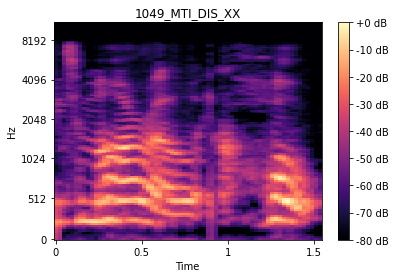 1049_MTI_DIS_XX
+0 dB
8192
-10 dB
4096
-20 dB
-30 dB
2048
Hz
-40 dB
1024
-50 dB
512
-60 dB
-70 dB
0
-80 dB
0
0.5
1
1.5
Time